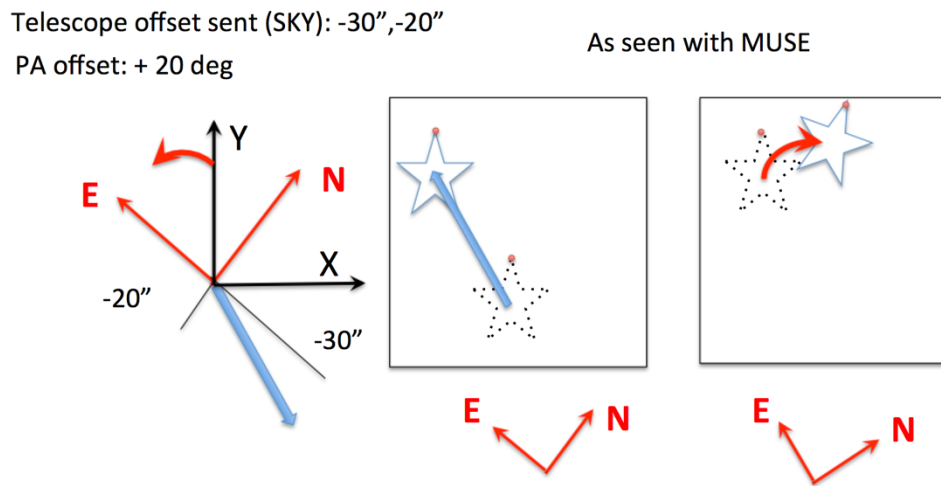 Telescope offset sent (SKY): -30”,-20”
PA offset: + 20 deg
As seen with MUSE
Y
E
N
X
-20”
-30”
E
N
E
N